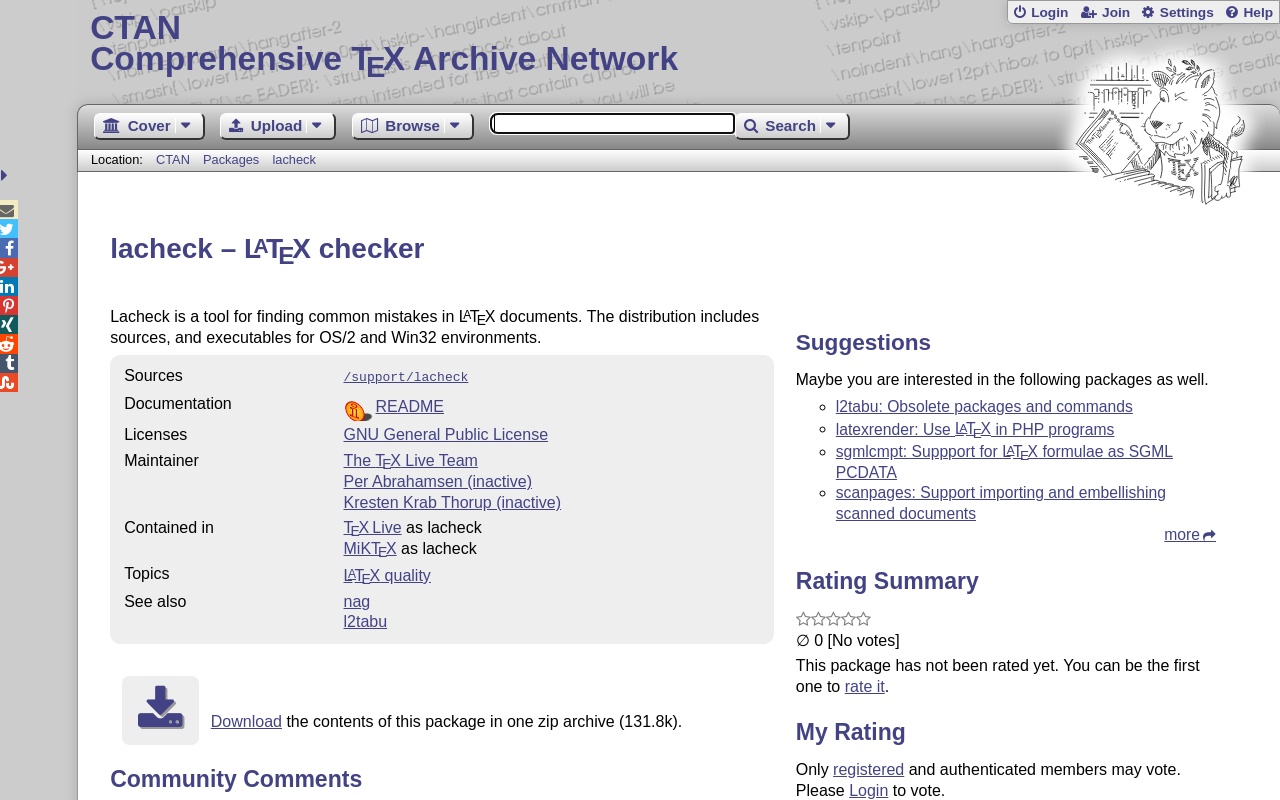 Login Join Settings Help
CTAN
Comprehensive TEX Archive Network
Cover Upload Browse Search
Location: CTAN Packages lacheck
lacheck – LATEX checker
Lacheck is a tool for finding common mistakes in LATEX documents. The distribution includes
sources, and executables for OS/2 and Win32 environments.
Sources /support/lacheck
Documentation README
Licenses GNU General Public License
Maintainer The TEX Live Team
Per Abrahamsen (inactive)
Kresten Krab Thorup (inactive)
Contained in TEX Live as lacheck
MiKTEX as lacheck
Topics LATEX quality
See also nag
l2tabu
Download the contents of this package in one zip archive (131.8k).
Community Comments
Suggestions
Maybe you are interested in the following packages as well.
l2tabu: Obsolete packages and commands
latexrender: Use LATEX in PHP programs
sgmlcmpt: Suppport for LATEX formulae as SGML
PCDATA
scanpages: Support importing and embellishing
scanned documents
more
Rating Summary
∅ 0 [No votes]
This package has not been rated yet. You can be the first
one to rate it.
My Rating
Only registered and authenticated members may vote.
Please Login to vote.